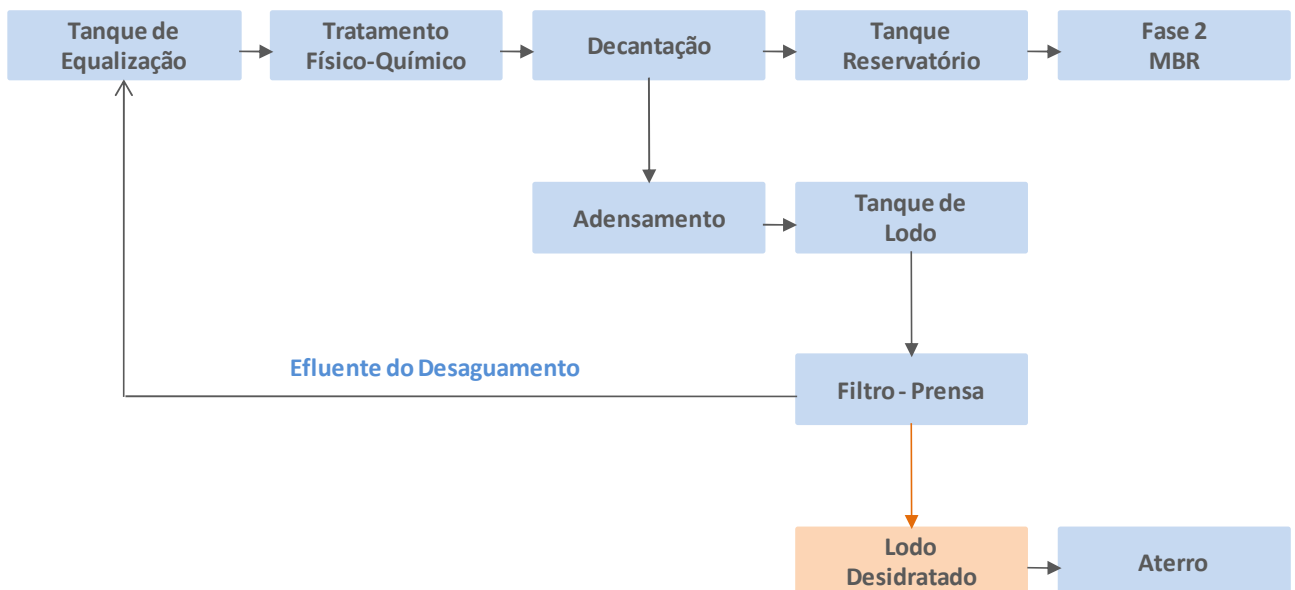 Tanque de
Equalização
Tratamento
Físico-Químico
Decantação
Tanque
Reservatório
Fase 2
MBR
Adensamento
Tanque de
Lodo
Efluente do Desaguamento
Filtro - Prensa
Lodo
Desidratado
Aterro